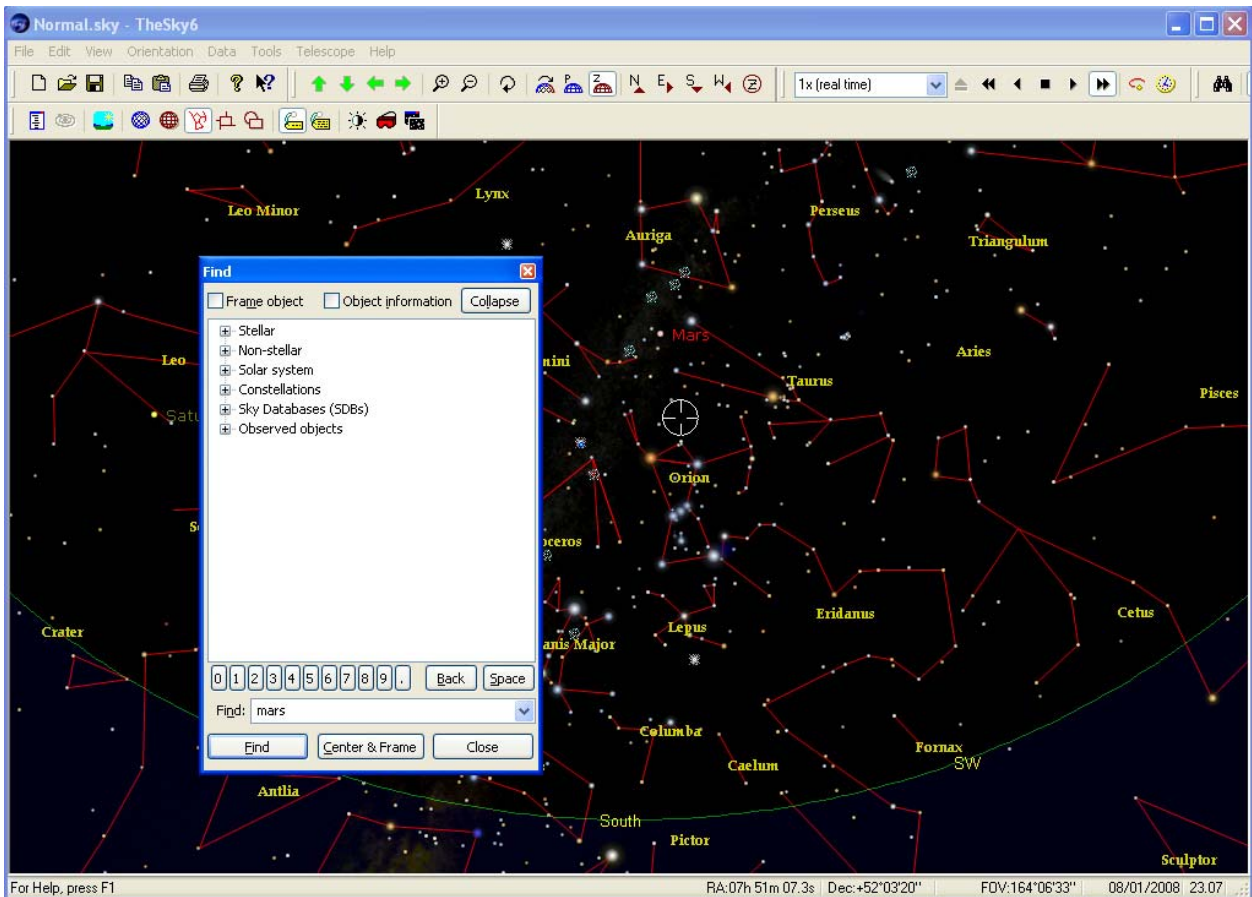 Normal.sky - TheSky6
File Edit View Orientation Data Tools Telescope Help
P Z N E S W Z 1x (real time)
Lynx
Leo Minor
Perseus
Auriga
Triangulum
Find
Frame object Object information Collapse
Stellar
Non-stellar
Solar system
Constellations
Sky Databases (SDBs)
Observed objects
0 1 2 3 4 5 6 7 8 9 . Back Space
Find: mars
Find Center & Frame Close
Mars
Leo
Aries
Taurus
Pisces
Orion
Eridanus
Cetus
Crater
Lepus
Columba
Fornax
SW
Caelum
Antlia
South
Pictor
Sculptor
For Help, press F1
RA:07h 51m 07.3s Dec:+52°03'20" FOV:164°06'33" 08/01/2008 23.07